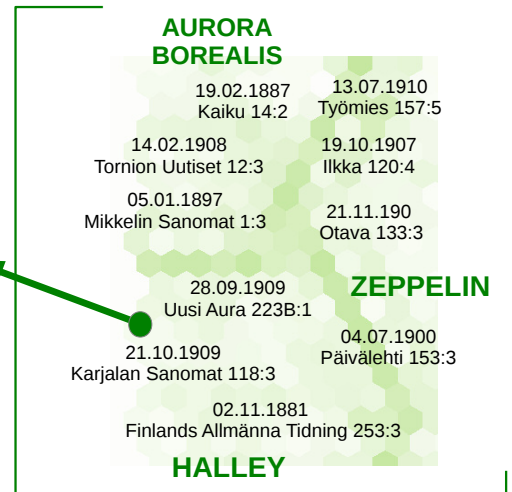 AURORA
BOREALIS
19.02.1887
Kaiku 14:2
13.07.1910
Työmies 157:5
14.02.1908
Tornion Uutiset 12:3
19.10.1907
Ilkka 120:4
05.01.1897
Mikkelin Sanomat 1:3
21.11.190
Otava 133:3
28.09.1909
Uusi Aura 223B:1
ZEPPELIN
04.07.1900
Päivälehti 153:3
21.10.1909
Karjalan Sanomat 118:3
02.11.1881
Finlands Allmänna Tidning 253:3
HALLEY